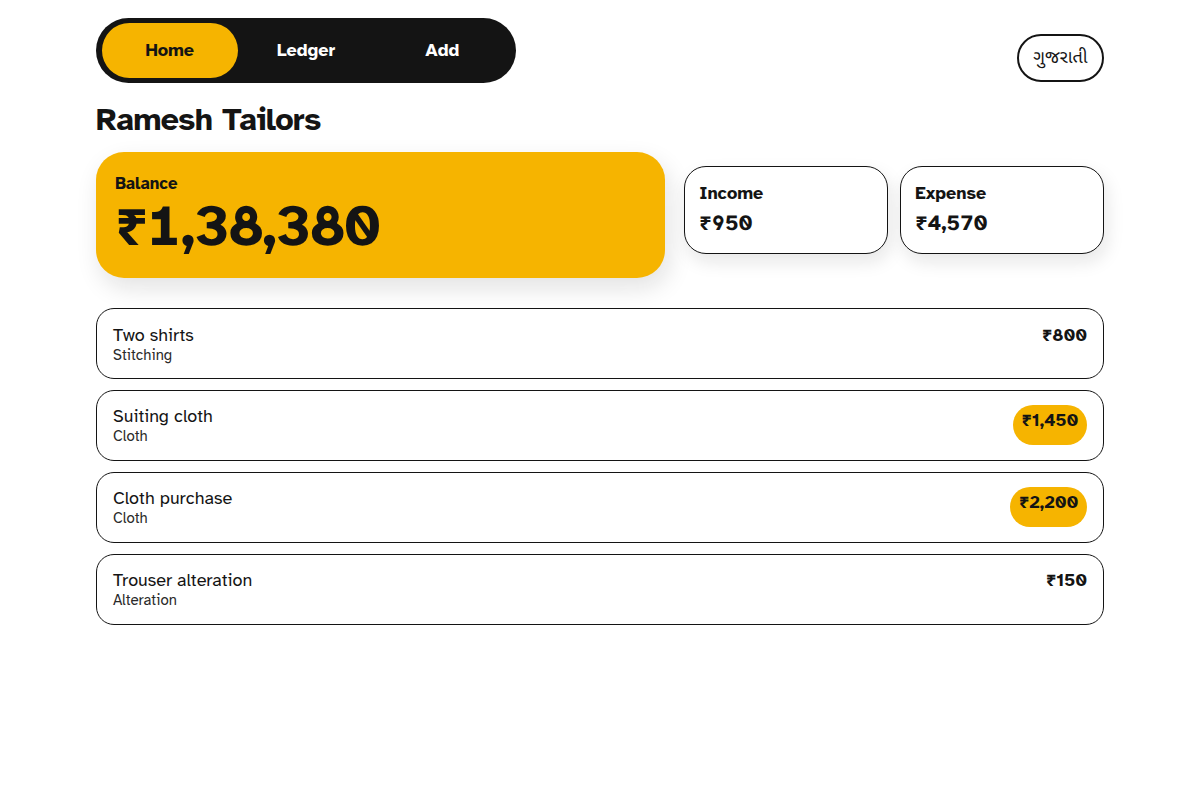 Home
Ledger
Add
ગુજરાતી
Ramesh Tailors
Balance
₹1,38,380
Income
₹950
Expense
₹4,570
Two shirts
₹800
Stitching
Suiting cloth
₹1,450
Cloth
Cloth purchase
₹2,200
Cloth
Trouser alteration
₹150
Alteration